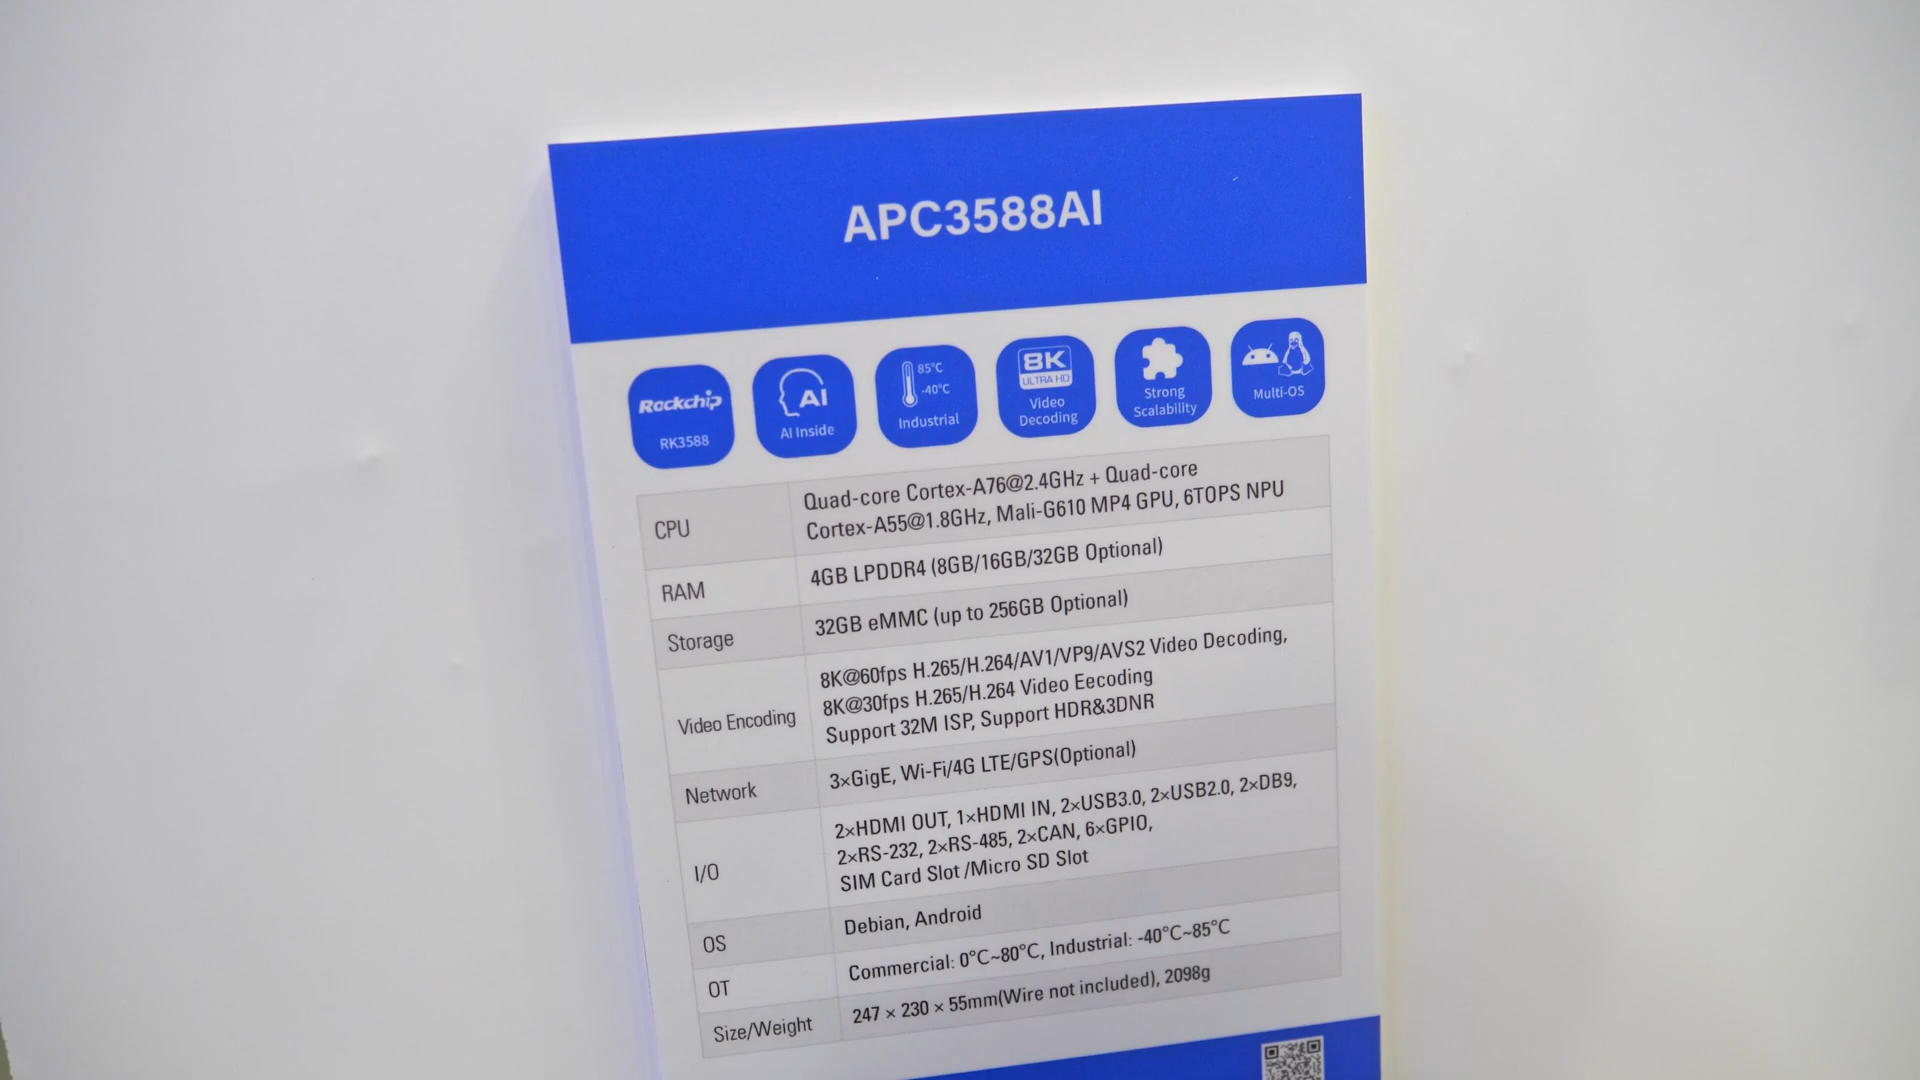 APC3588AI
Rockchip
RK3588
AI
AI Inside
85°C
-40°C
Industrial
8K
ULTRA HD
Video
Decoding
Strong
Scalability
Multi-OS
CPU
Quad-core Cortex-A76@2.4GHz + Quad-core
Cortex-A55@1.8GHz, Mali-G610 MP4 GPU, 6TOPS NPU
RAM
4GB LPDDR4 (8GB/16GB/32GB Optional)
Storage
32GB eMMC (up to 256GB Optional)
Video Encoding
8K@60fps H.265/H.264/AV1/VP9/AVS2 Video Decoding,
8K@30fps H.265/H.264 Video Eecoding
Support 32M ISP, Support HDR&3DNR
Network
3×GigE, Wi-Fi/4G LTE/GPS(Optional)
I/O
2×HDMI OUT, 1×HDMI IN, 2×USB3.0, 2×USB2.0, 2×DB9,
2×RS-232, 2×RS-485, 2×CAN, 6×GPIO,
SIM Card Slot /Micro SD Slot
OS
Debian, Android
OT
Commercial: 0°C~80°C, Industrial: -40°C~85°C
Size/Weight
247 × 230 × 55mm(Wire not included), 2098g